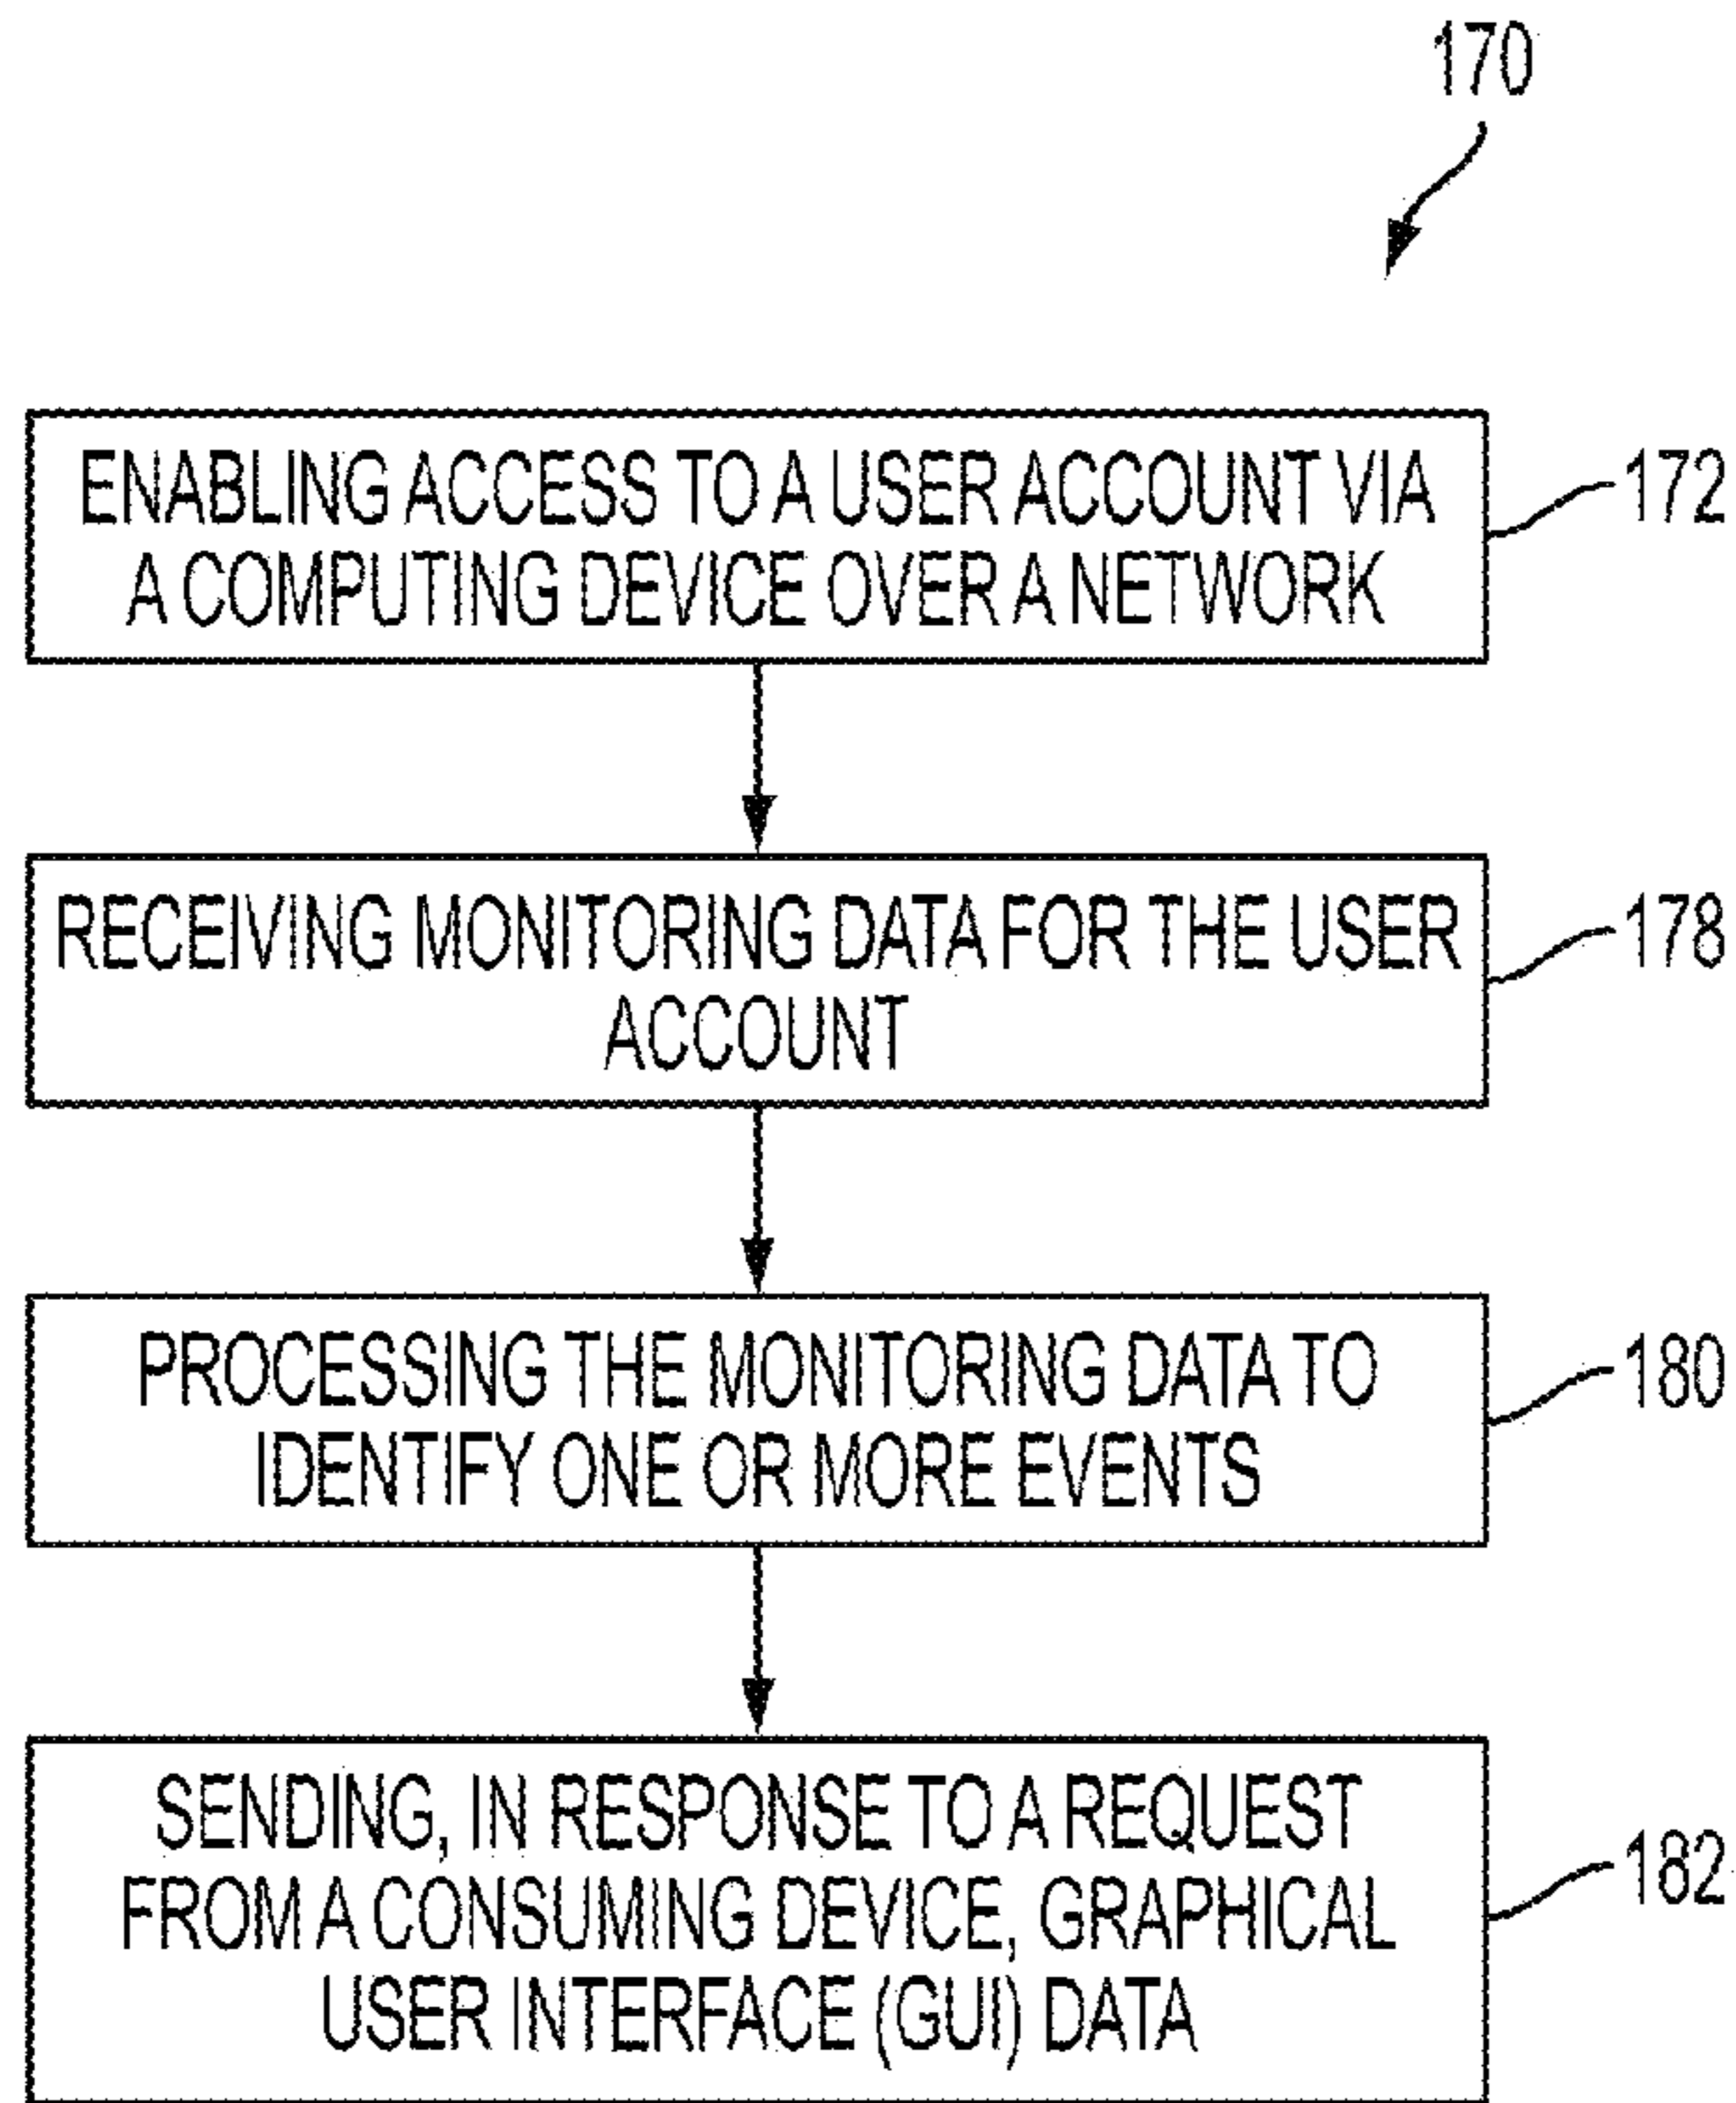 170
ENABLING ACCESS TO A USER ACCOUNT VIA
A COMPUTING DEVICE OVER A NETWORK
172
RECEIVING MONITORING DATA FOR THE USER
ACCOUNT
178
PROCESSING THE MONITORING DATA TO
IDENTIFY ONE OR MORE EVENTS
180
SENDING, IN RESPONSE TO A REQUEST
FROM A CONSUMING DEVICE, GRAPHICAL
USER INTERFACE (GUI) DATA
182